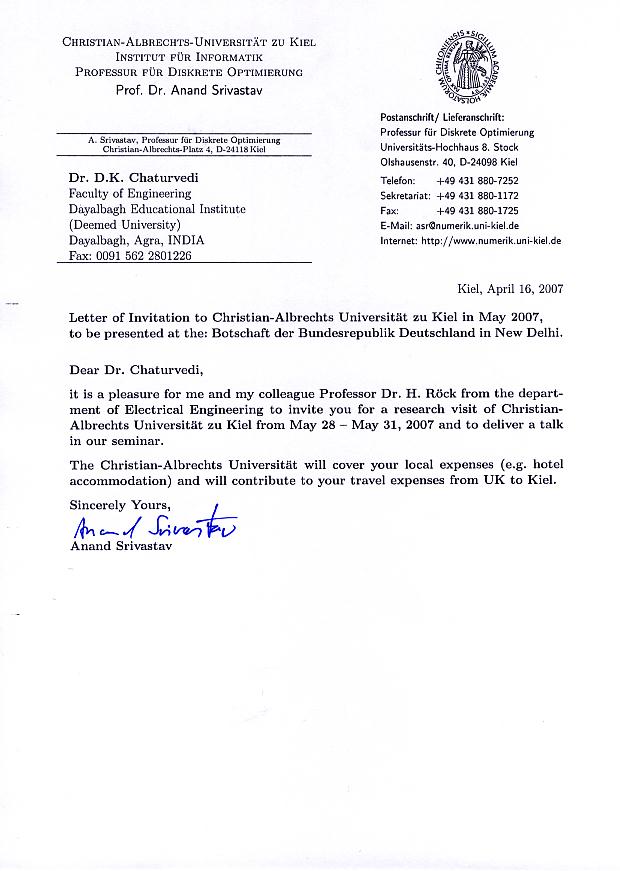 CHRISTIAN-ALBRECHTS-UNIVERSITÄT ZU KIEL
INSTITUT FÜR INFORMATIK
PROFESSUR FÜR DISKRETE OPTIMIERUNG
Prof. Dr. Anand Srivastav
A. Srivastav, Professur für Diskrete Optimierung
Christian-Albrechts-Platz 4, D-24118 Kiel
Dr. D.K. Chaturvedi
Faculty of Engineering
Dayalbagh Educational Institute
(Deemed University)
Dayalbagh, Agra, INDIA
Fax: 0091 562 2801226
Postanschrift/ Lieferanschrift:
Professur für Diskrete Optimierung
Universitäts-Hochhaus 8. Stock
Olshausenstr. 40, D-24098 Kiel
Telefon: +49 431 880-7252
Sekretariat: +49 431 880-1172
Fax: +49 431 880-1725
E-Mail: asr@numerik.uni-kiel.de
Internet: http://www.numerik.uni-kiel.de
Kiel, April 16, 2007
Letter of Invitation to Christian-Albrechts Universität zu Kiel in May 2007,
to be presented at the: Botschaft der Bundesrepublik Deutschland in New Delhi.
Dear Dr. Chaturvedi,
it is a pleasure for me and my colleague Professor Dr. H. Röck from the depart-
ment of Electrical Engineering to invite you for a research visit of Christian-
Albrechts Universität zu Kiel from May 28 – May 31, 2007 and to deliver a talk
in our seminar.
The Christian-Albrechts Universität will cover your local expenses (e.g. hotel
accommodation) and will contribute to your travel expenses from UK to Kiel.
Sincerely Yours,
Anand Srivastav
Anand Srivastav